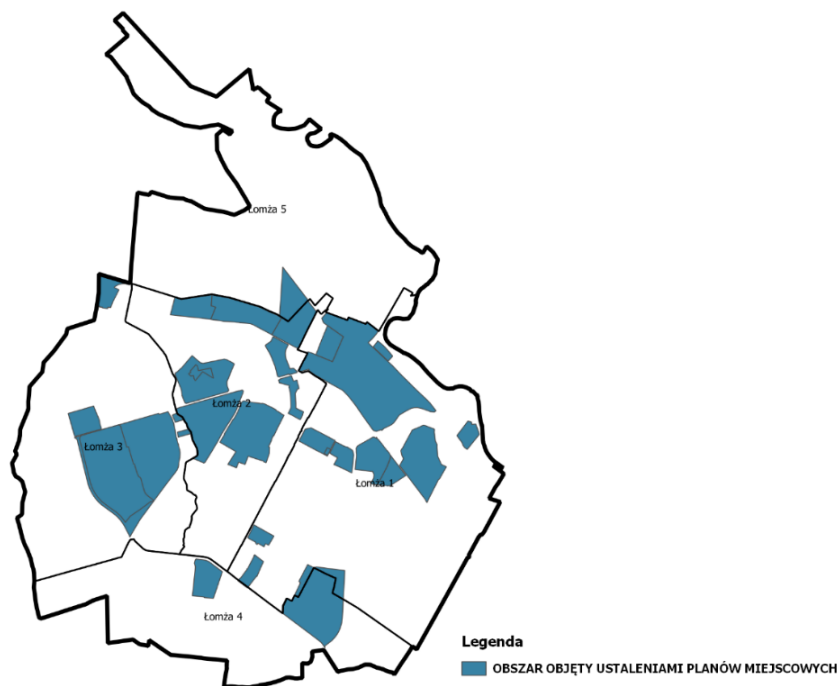 Łomża 5
Łomża 2
Łomża 3
Łomża 1
Łomża 4
Legenda
OBSZAR OBJĘTY USTALENIAMI PLANÓW MIEJSCOWYCH